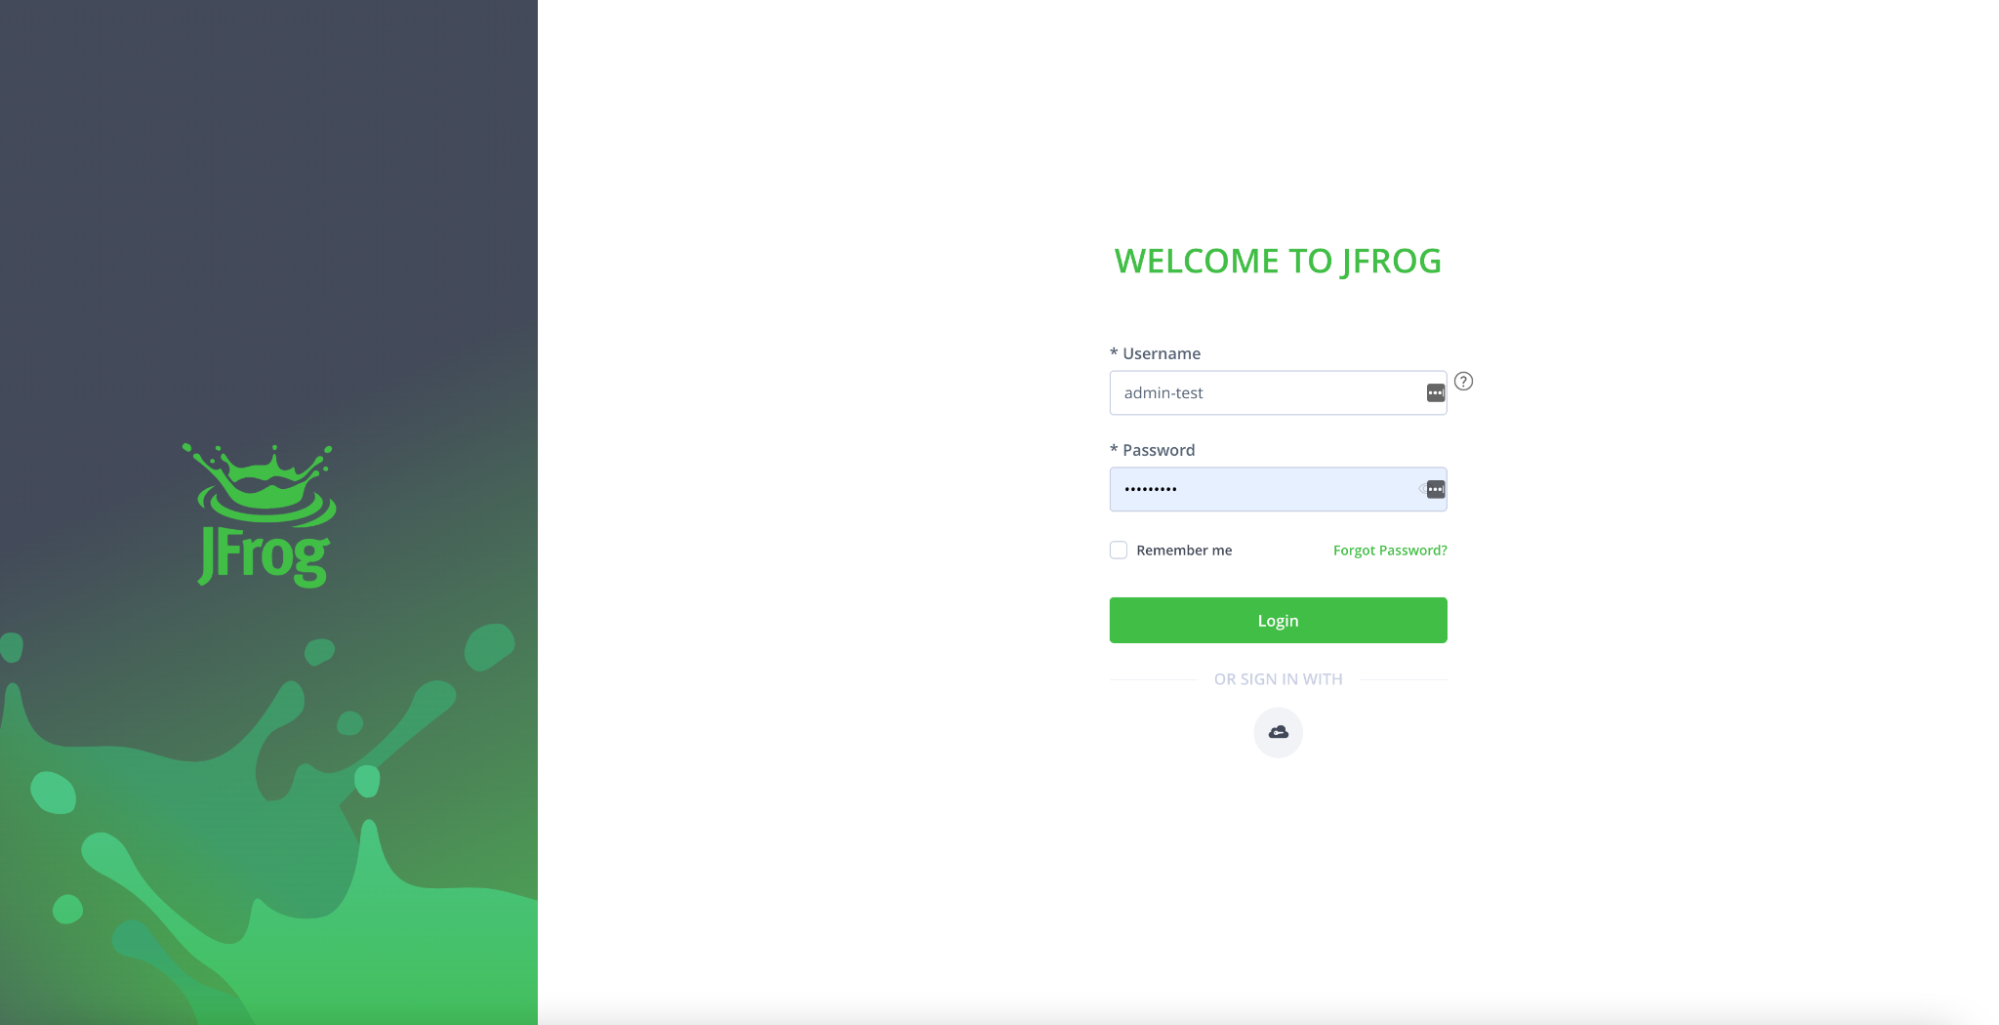 JFrog
WELCOME TO JFROG
* Username
admin-test
* Password
•••••••••
Remember me
Forgot Password?
Login
OR SIGN IN WITH